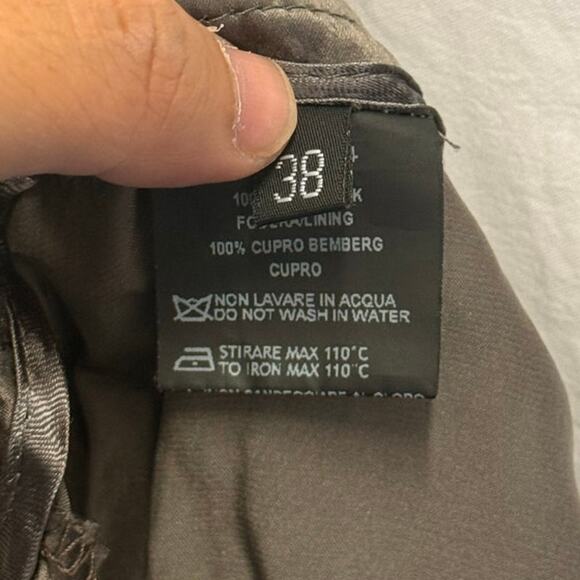 38
FODERA/LINING
100% CUPRO BEMBERG
CUPRO
NON LAVARE IN ACQUA
DO NOT WASH IN WATER
STIRARE MAX 110°C
TO IRON MAX 110°C